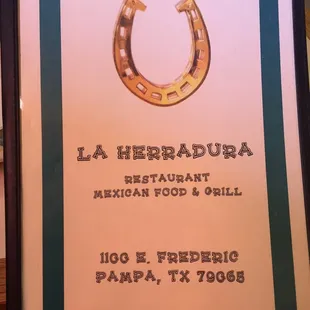 LA HERRADURA
RESTAURANT
MEXICAN FOOD & GRILL
1100 E. FREDERIC
PAMPA, TX 79065